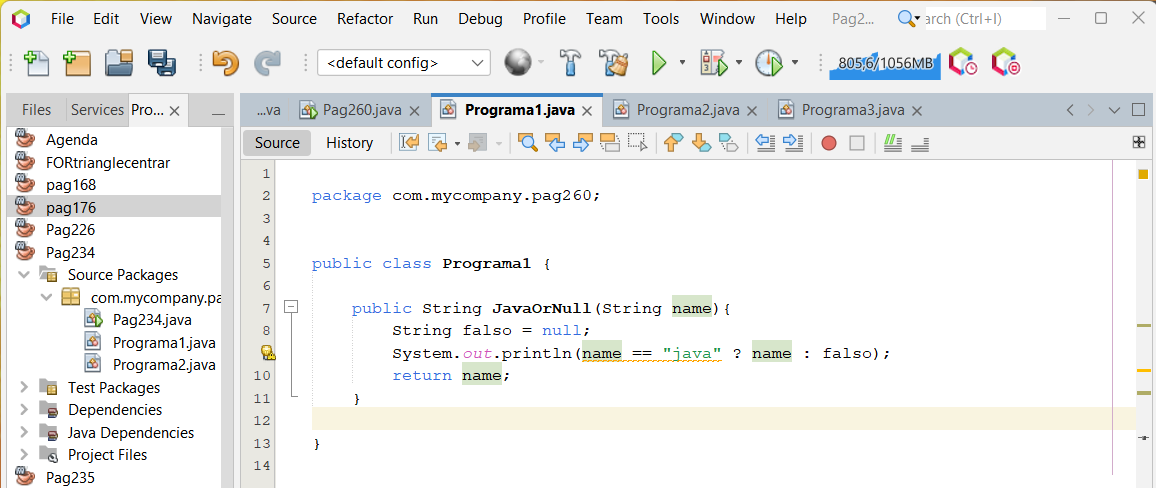 File Edit View Navigate Source Refactor Run Debug Profile Team Tools Window Help Pag2... arch (Ctrl+I)
<default config> 805,6/1056MB
Files Services Pro...
...va Pag260.java Programa1.java Programa2.java Programa3.java
Source History
Agenda
FORtrianglecentrar
pag168
pag176
Pag226
Pag234
Source Packages
com.mycompany.pa
Pag234.java
Programa1.java
Programa2.java
Test Packages
Dependencies
Java Dependencies
Project Files
Pag235
1
2 package com.mycompany.pag260;
3
4
5 public class Programa1 {
6
7 public String JavaOrNull(String name){
8 String falso = null;
System.out.println(name == "java" ? name : falso);
10 return name;
11 }
12
13 }
14